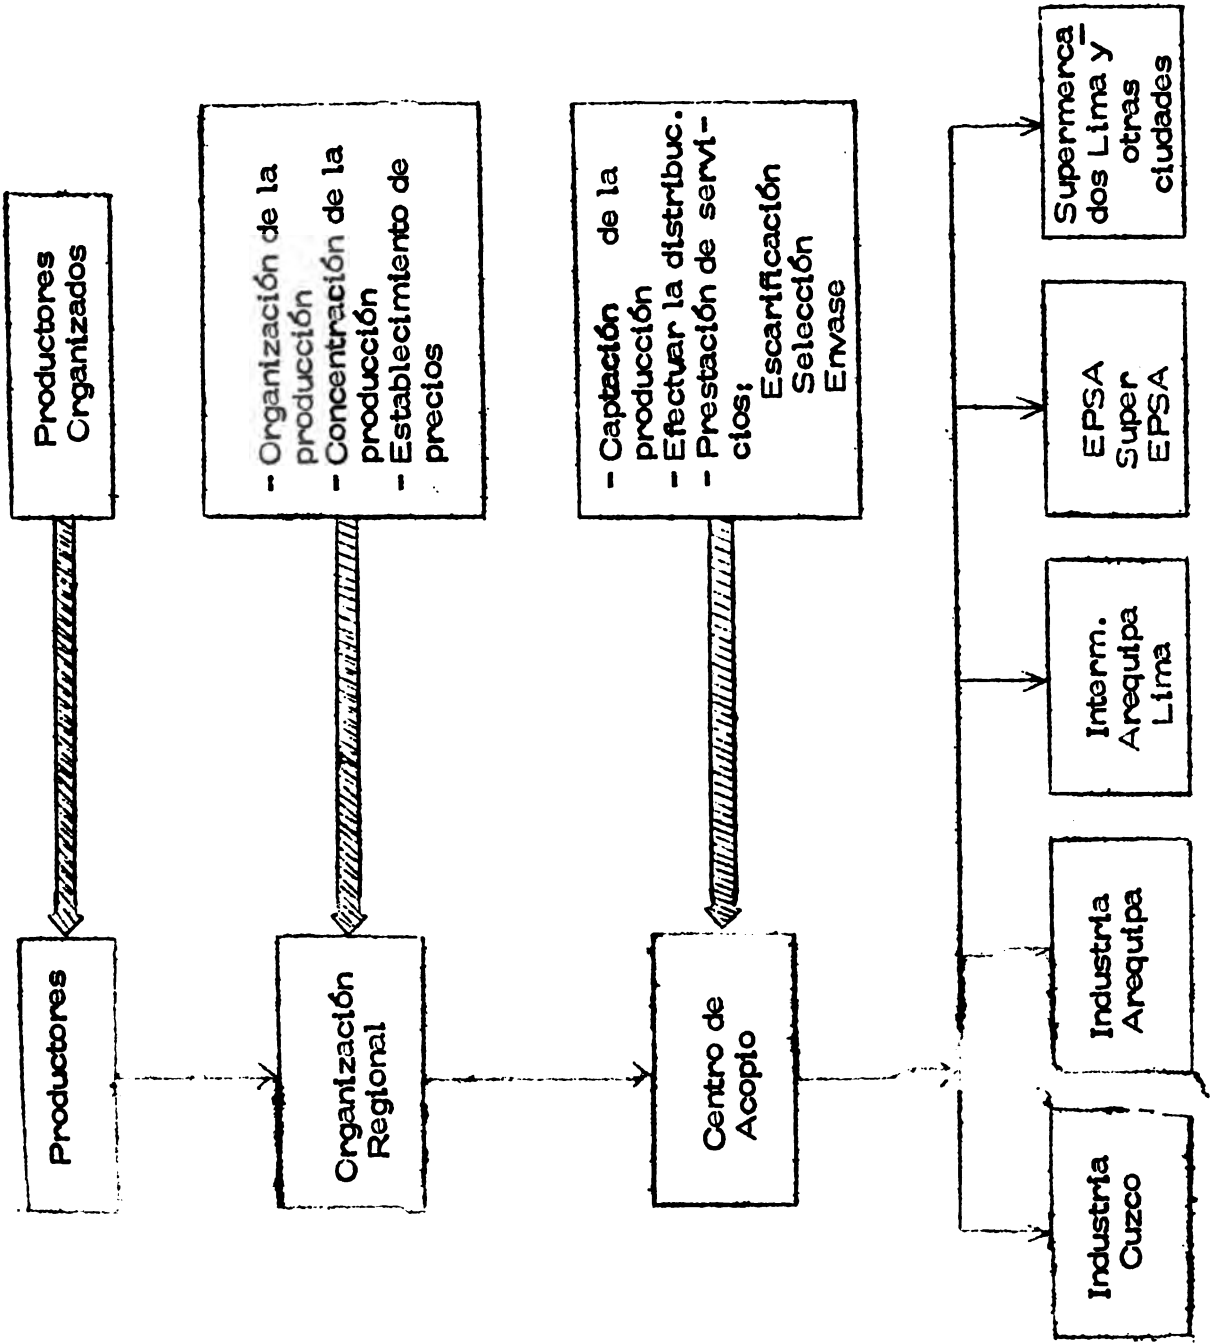 Productores
Organizados
- Organización de la
producción
- Concentración de la
producción
- Establecimiento de
precios
- Captación de la
producción
- Efectuar la distribuc.
- Prestación de servi-
cios;
Escarificación
Selección
Envase
Productores
Organización
Regional
Centro de
Acopio
Industria
Cuzco
Industria
Arequipa
Interm.
Arequipa
Lima
EPSA
Super
EPSA
Supermerca
dos Lima y
otras
ciudades